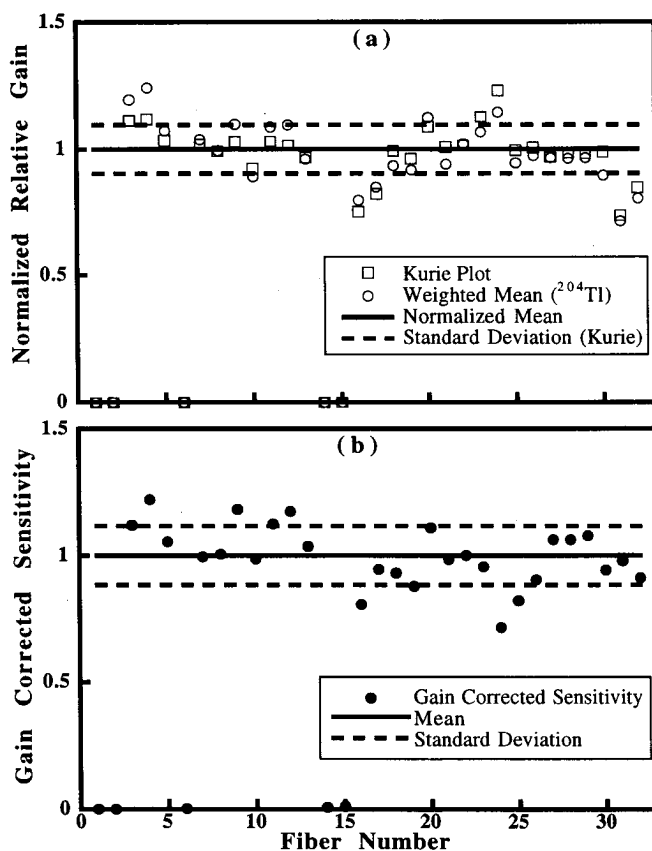 (a)
Normalized Relative Gain
1.5
1
0.5
0
Kurie Plot
Weighted Mean (²⁰⁴Tl)
Normalized Mean
Standard Deviation (Kurie)
(b)
Gain Corrected Sensitivity
1.5
1
0.5
0
Gain Corrected Sensitivity
Mean
Standard Deviation
0 5 10 15 20 25 30
Fiber Number